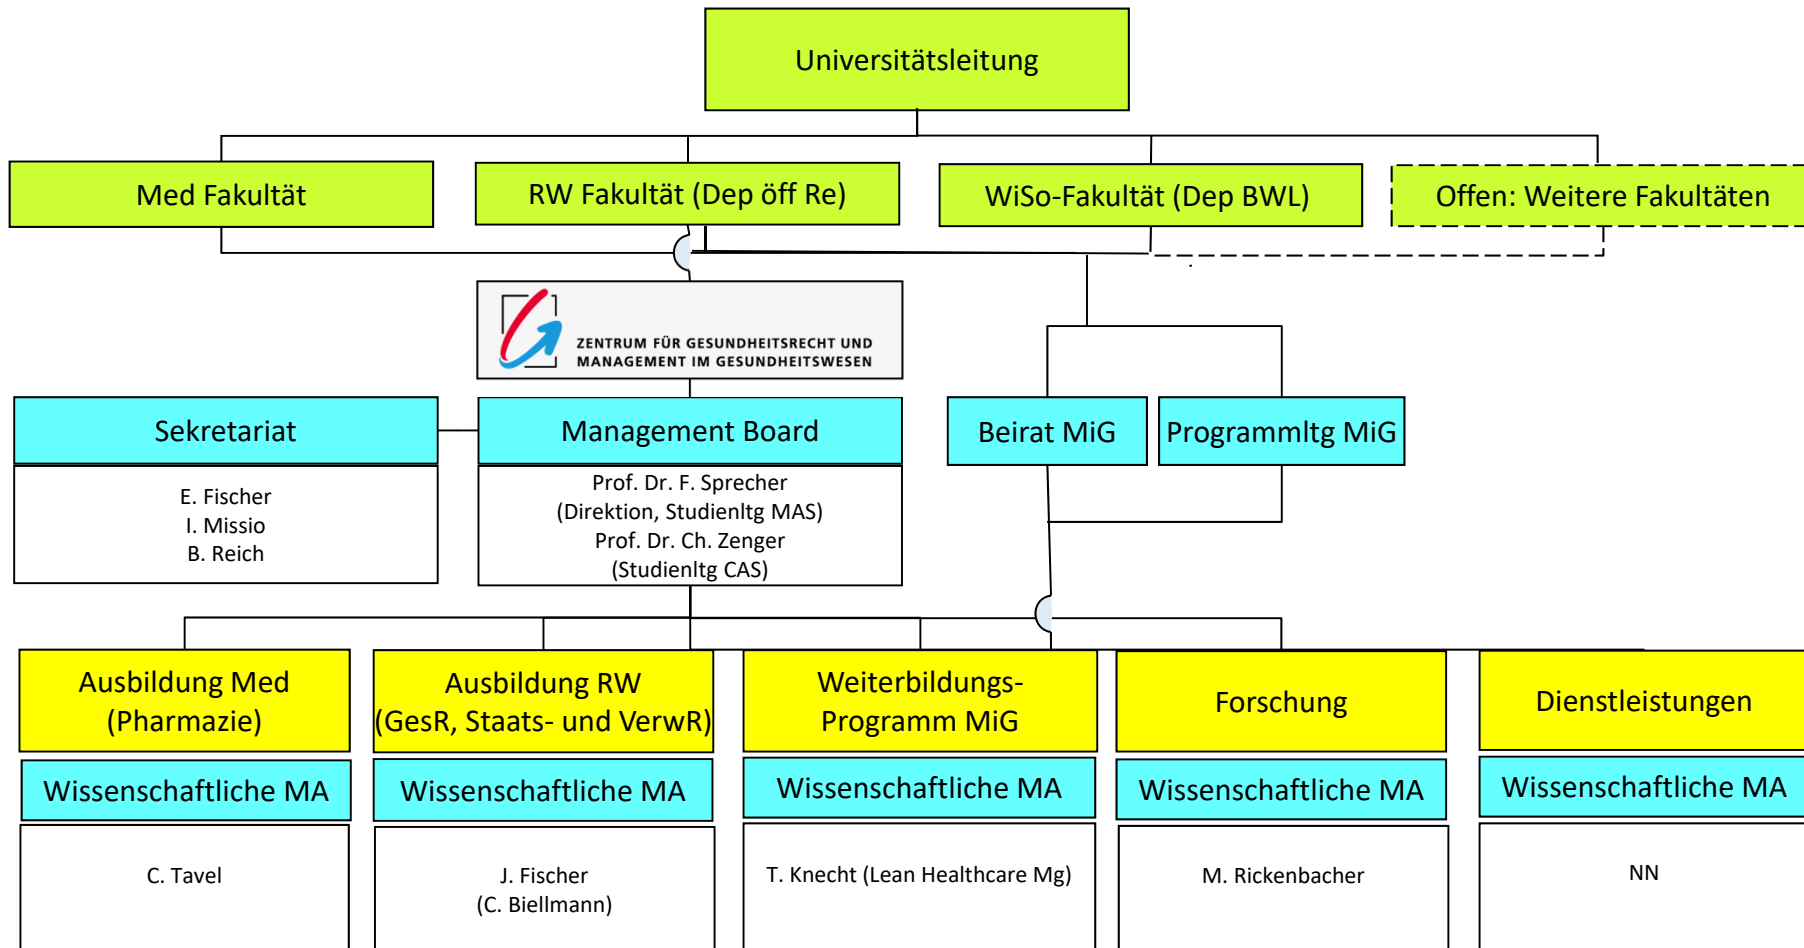 Universitätsleitung
Med Fakultät
RW Fakultät (Dep öff Re)
WiSo-Fakultät (Dep BWL)
Offen: Weitere Fakultäten
ZENTRUM FÜR GESUNDHEITSRECHT UND
MANAGEMENT IM GESUNDHEITSWESEN
Sekretariat
Management Board
Beirat MiG
Programmltg MiG
E. Fischer
I. Missio
B. Reich
Prof. Dr. F. Sprecher
(Direktion, Studienltg MAS)
Prof. Dr. Ch. Zenger
(Studienltg CAS)
Ausbildung Med
(Pharmazie)
Ausbildung RW
(GesR, Staats- und VerwR)
Weiterbildungs-
Programm MiG
Forschung
Dienstleistungen
Wissenschaftliche MA
Wissenschaftliche MA
Wissenschaftliche MA
Wissenschaftliche MA
Wissenschaftliche MA
C. Tavel
J. Fischer
(C. Biellmann)
T. Knecht (Lean Healthcare Mg)
M. Rickenbacher
NN